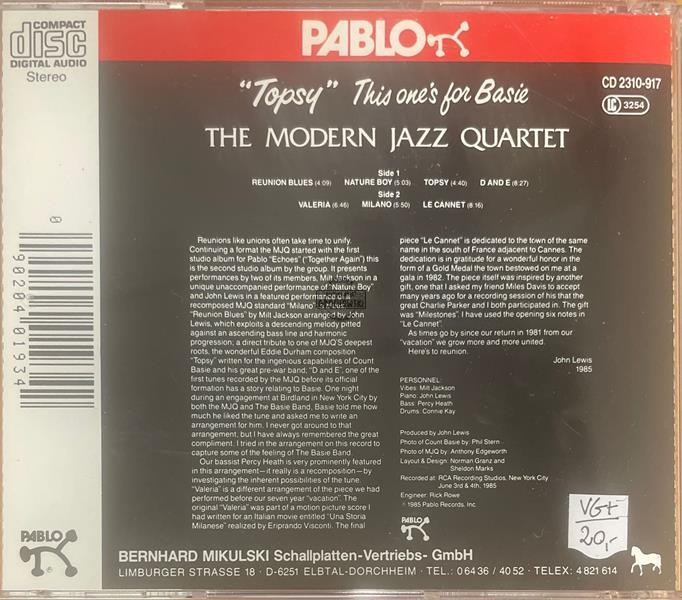 COMPACT
disc
DIGITAL AUDIO
Stereo
PABLO
"Topsy" This one's for Basie
CD 2310-917
LC 3254
THE MODERN JAZZ QUARTET
Side 1
REUNION BLUES (4:09) NATURE BOY (5:03) TOPSY (4:40) D AND E (8:27)
Side 2
VALERIA (6:46) MILANO (5:50) LE CANNET (8:16)
Reunions like unions often take time to unify.
Continuing a format the MJQ started with the first
studio album for Pablo "Echoes" ("Together Again") this
is the second studio album by the group. It presents
performances by two of its members, Milt Jackson in a
unique unaccompanied performance of "Nature Boy"
and John Lewis in a featured performance of a
recomposed MJQ standard "Milano".
"Reunion Blues" by Milt Jackson arranged by John
Lewis, which exploits a descending melody pitted
against an ascending bass line and harmonic
progression; a direct tribute to one of MJQ'S deepest
roots, the wonderful Eddie Durham composition
"Topsy" written for the ingenious capabilities of Count
Basie and his great pre-war band; "D and E", one of the
first tunes recorded by the MJQ before its official
formation has a story relating to Basie. One night
during an engagement at Birdland in New York City by
both the MJQ and The Basie Band, Basie told me how
much he liked the tune and asked me to write an
arrangement for him. I never got around to that
arrangement, but I have always remembered the great
compliment. I tried in the arrangement on this record to
capture some of the feeling of The Basie Band.
Our bassist Percy Heath is very prominently featured
in this arrangement—it really is a recomposition—by
investigating the inherent possibilities of the tune.
"Valeria" is a different arrangement of the piece we had
performed before our seven year "vacation". The
original "Valeria" was part of a motion picture score I
had written for an Italian movie entitled "Una Storia
Milanese" realized by Eriprando Visconti. The final
piece "Le Cannet" is dedicated to the town of the same
name in the south of France adjacent to Cannes. The
dedication is in gratitude for a wonderful honor in the
form of a Gold Medal the town bestowed on me at a
gala in 1982. The piece itself was inspired by another
gift, one that I asked my friend Miles Davis to accept
many years ago for a recording session of his that the
great Charlie Parker and I both participated in. The gift
was "Milestones". I have used the opening six notes in
"Le Cannet".
As times go by since our return in 1981 from our
"vacation" we grow more and more united.
Here's to reunion.
John Lewis
1985
PERSONNEL:
Vibes: Milt Jackson
Piano: John Lewis
Bass: Percy Heath
Drums: Connie Kay
Produced by John Lewis
Photo of Count Basie by: Phil Stern
Photo of MJQ by: Anthony Edgeworth
Layout & Design: Norman Granz and
Sheldon Marks
Recorded at: RCA Recording Studios, New York City
June 3rd & 4th, 1985
Engineer: Rick Rowe
℗ 1985 Pablo Records, Inc.
PABLO
0 902040 101934
PABLO
VG+
20,-
BERNHARD MIKULSKI Schallplatten-Vertriebs- GmbH
LIMBURGER STRASSE 18 · D-6251 ELBTAL-DORCHHEIM · TEL.: 0 64 36 / 40 52 · TELEX: 4 821 614